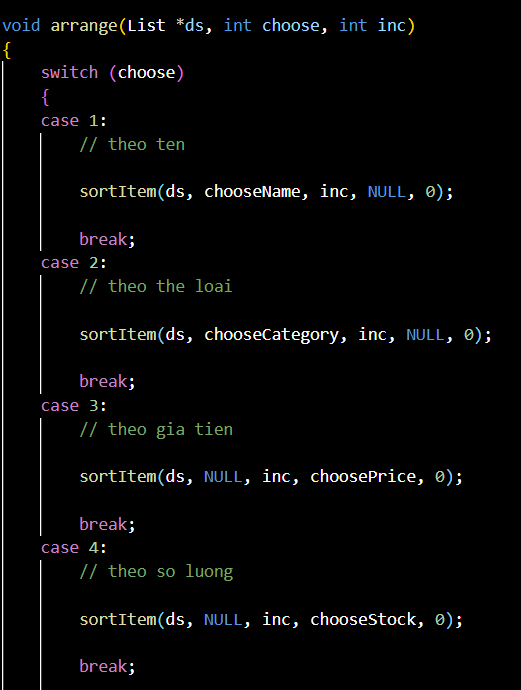 void arrange(List *ds, int choose, int inc)
{
    switch (choose)
    {
    case 1:
        // theo ten
        sortItem(ds, chooseName, inc, NULL, 0);
        break;
    case 2:
        // theo the loai
        sortItem(ds, chooseCategory, inc, NULL, 0);
        break;
    case 3:
        // theo gia tien
        sortItem(ds, NULL, inc, choosePrice, 0);
        break;
    case 4:
        // theo so luong
        sortItem(ds, NULL, inc, chooseStock, 0);
        break;